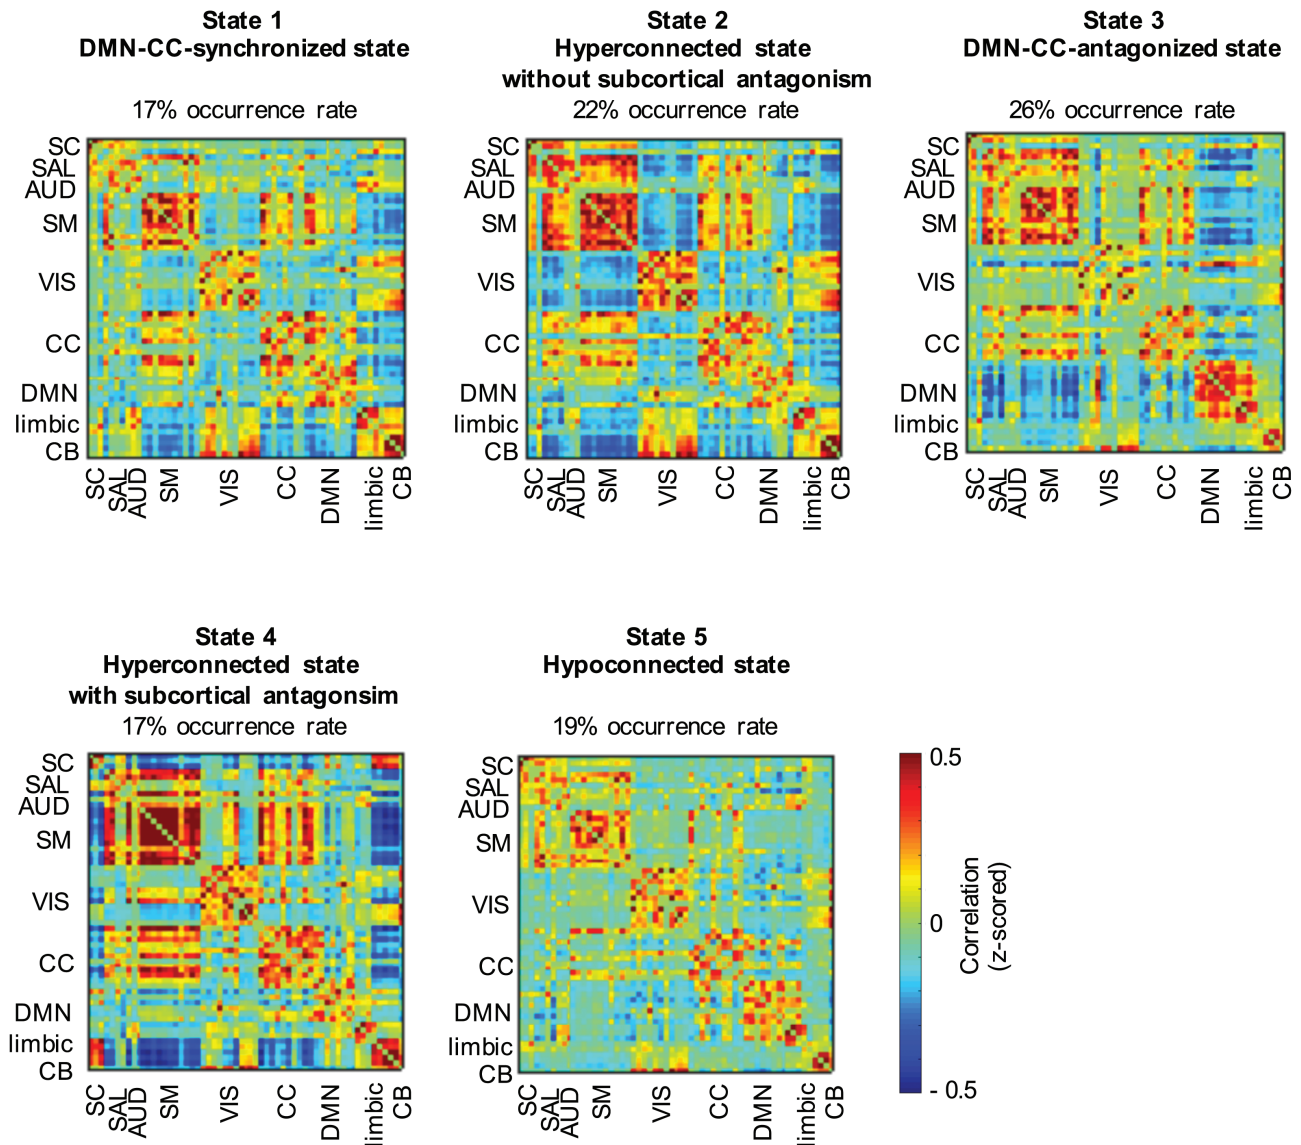 State 1
DMN-CC-synchronized state
17% occurrence rate
SC
SAL
AUD
SM
VIS
CC
DMN
limbic
CB
SC
SAL
AUD
SM
VIS
CC
DMN
limbic
CB
State 2
Hyperconnected state
without subcortical antagonism
22% occurrence rate
SC
SAL
AUD
SM
VIS
CC
DMN
limbic
CB
SC
SAL
AUD
SM
VIS
CC
DMN
limbic
CB
State 3
DMN-CC-antagonized state
26% occurrence rate
SC
SAL
AUD
SM
VIS
CC
DMN
limbic
CB
SC
SAL
AUD
SM
VIS
CC
DMN
limbic
CB
State 4
Hyperconnected state
with subcortical antagonsim
17% occurrence rate
SC
SAL
AUD
SM
VIS
CC
DMN
limbic
CB
SC
SAL
AUD
SM
VIS
CC
DMN
limbic
CB
State 5
Hypoconnected state
19% occurrence rate
SC
SAL
AUD
SM
VIS
CC
DMN
limbic
CB
SC
SAL
AUD
SM
VIS
CC
DMN
limbic
CB
0.5
0
- 0.5
Correlation
(z-scored)